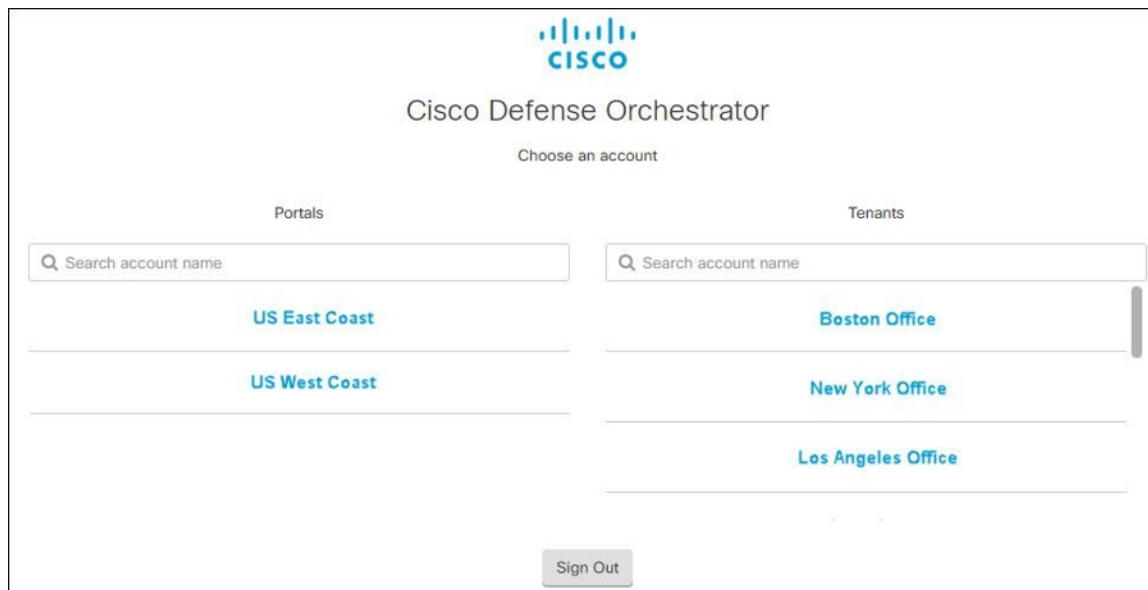 CISCO
Cisco Defense Orchestrator
Choose an account
Portals
Search account name
US East Coast
US West Coast
Tenants
Search account name
Boston Office
New York Office
Los Angeles Office
Sign Out